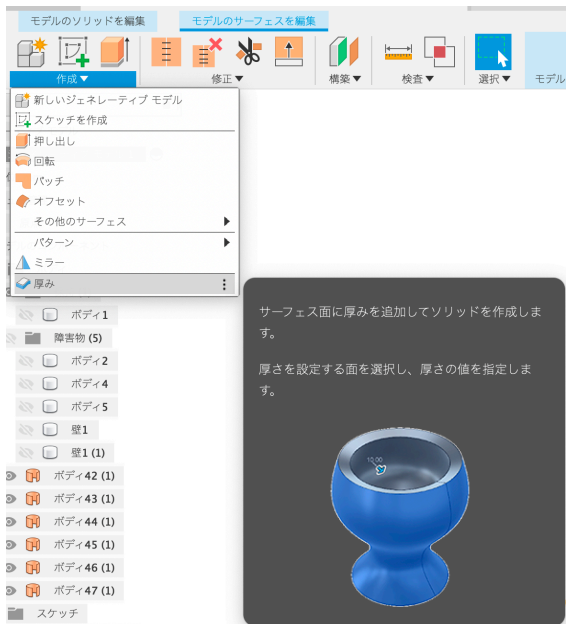 モデルのソリッドを編集
モデルのサーフェスを編集
作成▼
修正▼
構築▼
検査▼
選択▼
モデル
新しいジェネレーティブ モデル
スケッチを作成
押し出し
回転
パッチ
オフセット
その他のサーフェス
パターン
ミラー
厚み
ボディ1
障害物 (5)
ボディ2
ボディ4
ボディ5
壁1
壁1 (1)
ボディ42 (1)
ボディ43 (1)
ボディ44 (1)
ボディ45 (1)
ボディ46 (1)
ボディ47 (1)
スケッチ
サーフェス面に厚みを追加してソリッドを作成しま
す。
厚さを設定する面を選択し、厚さの値を指定しま
す。
10.00